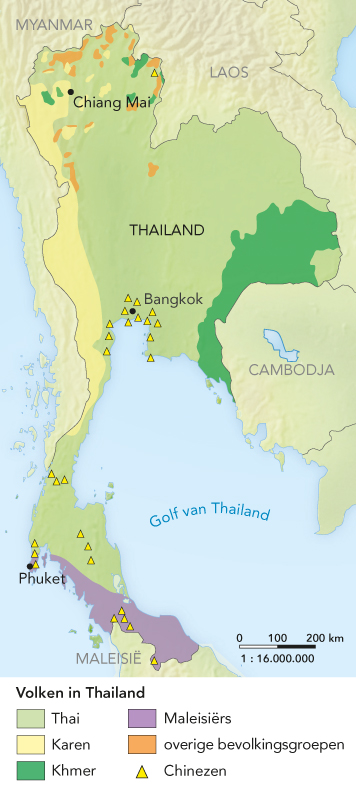 MYANMAR
LAOS
Chiang Mai
THAILAND
Bangkok
CAMBODJA
Golf van Thailand
Phuket
MALEISIË
0 100 200 km
1 : 16.000.000
Volken in Thailand
Thai
Karen
Khmer
Maleisiërs
overige bevolkingsgroepen
Chinezen